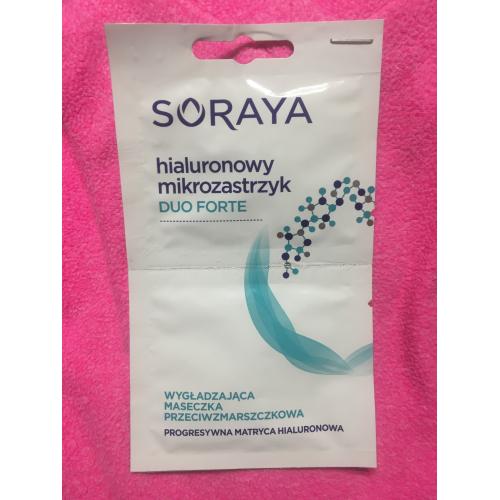 SORAYA
hialuronowy
mikrozastrzyk
DUO FORTE
WYGŁADZAJĄCA
MASECZKA
PRZECIWZMARSZCZKOWA
PROGRESYWNA MATRYCA HIALURONOWA